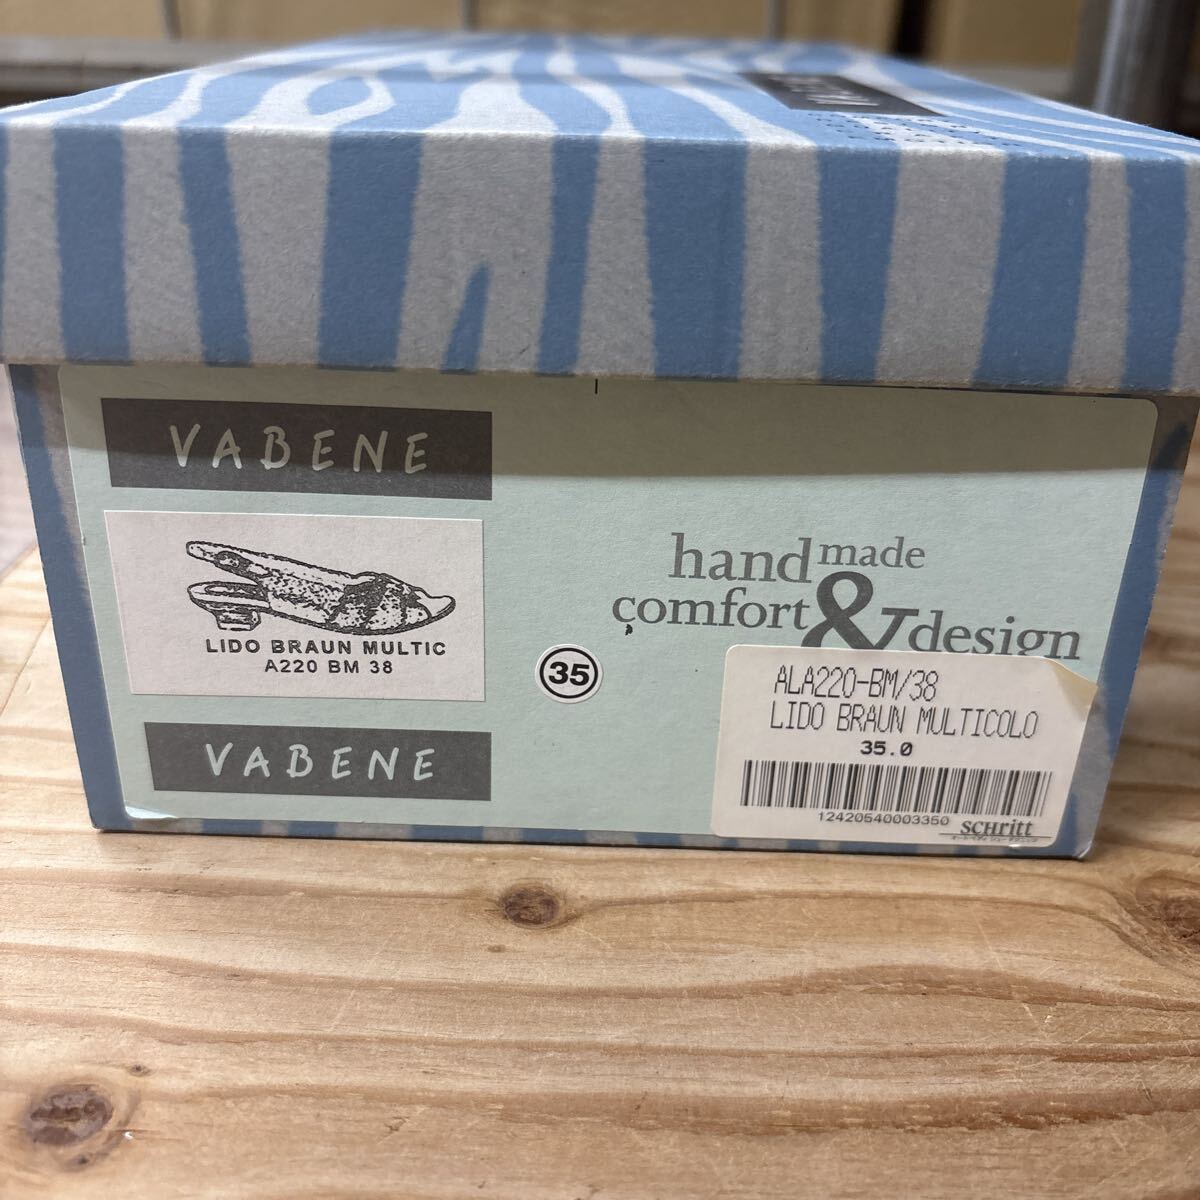 VABENE
LIDO BRAUN MULTIC
A220 BM 38
VABENE
35
hand made
comfort & design
ALA220-BM/38
LIDO BRAUN MULTICOLO
35.0
12420540003350
SCHritt